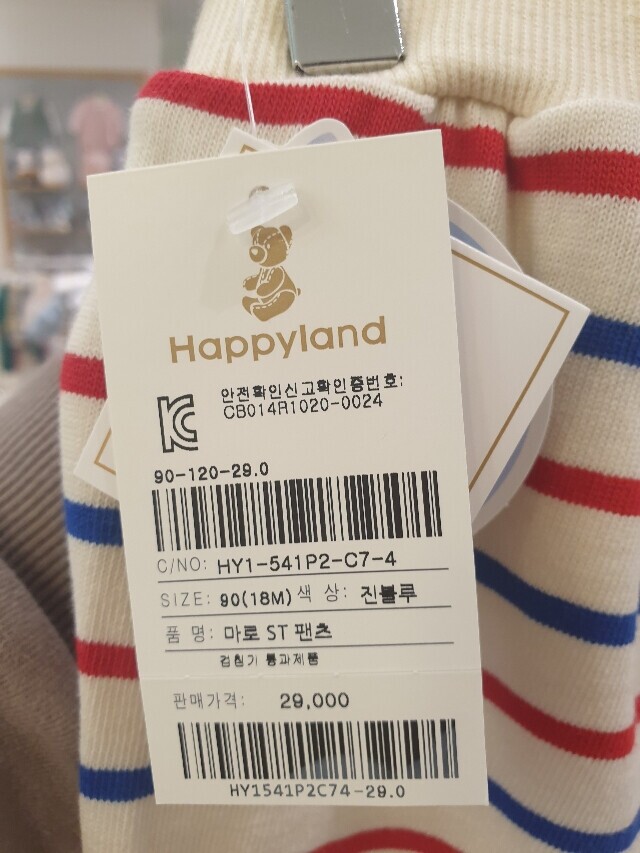 Happyland
안전확인신고확인증번호:
CB014R1020-0024
90-120-29.0
C/NO: HY1-541P2-C7-4
SIZE: 90(18M) 색 상: 진블루
품 명: 마로 ST 팬츠
검침기 통과제품
판매가격: 29,000
HY1541P2C74-29.0